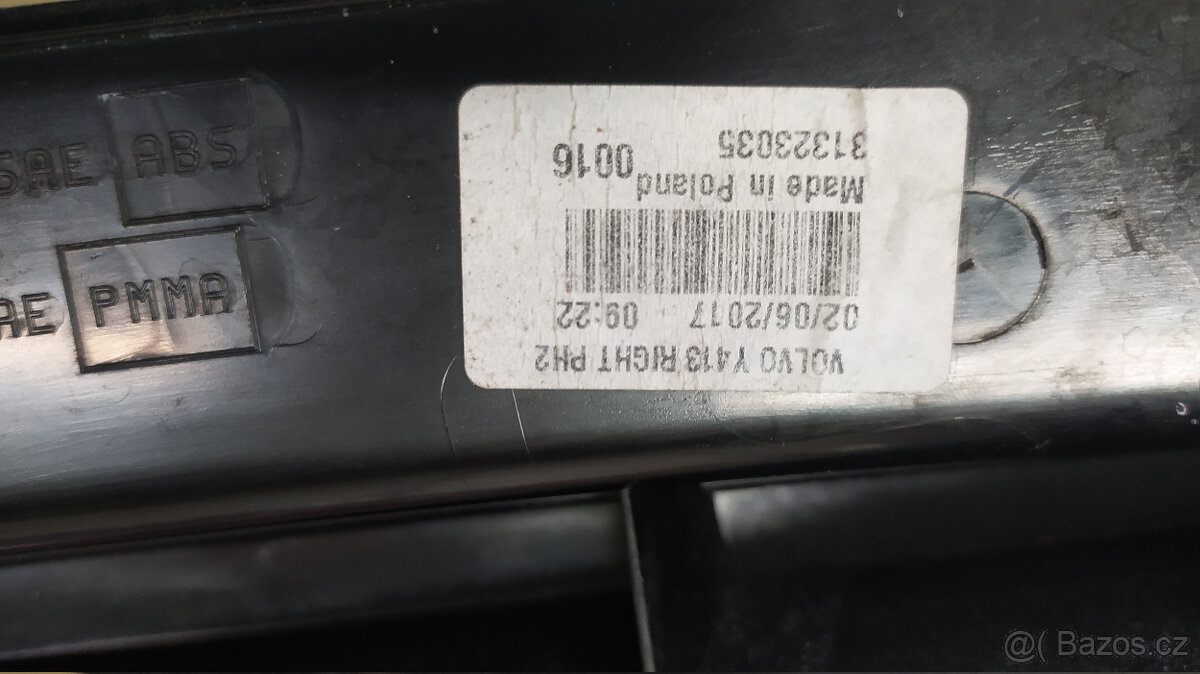 VOLVO Y413 RIGHT PH2
02/06/2017 09:22
Made in Poland
0016
31323035
SAE ABS
AE PMMA
@( Bazos.cz